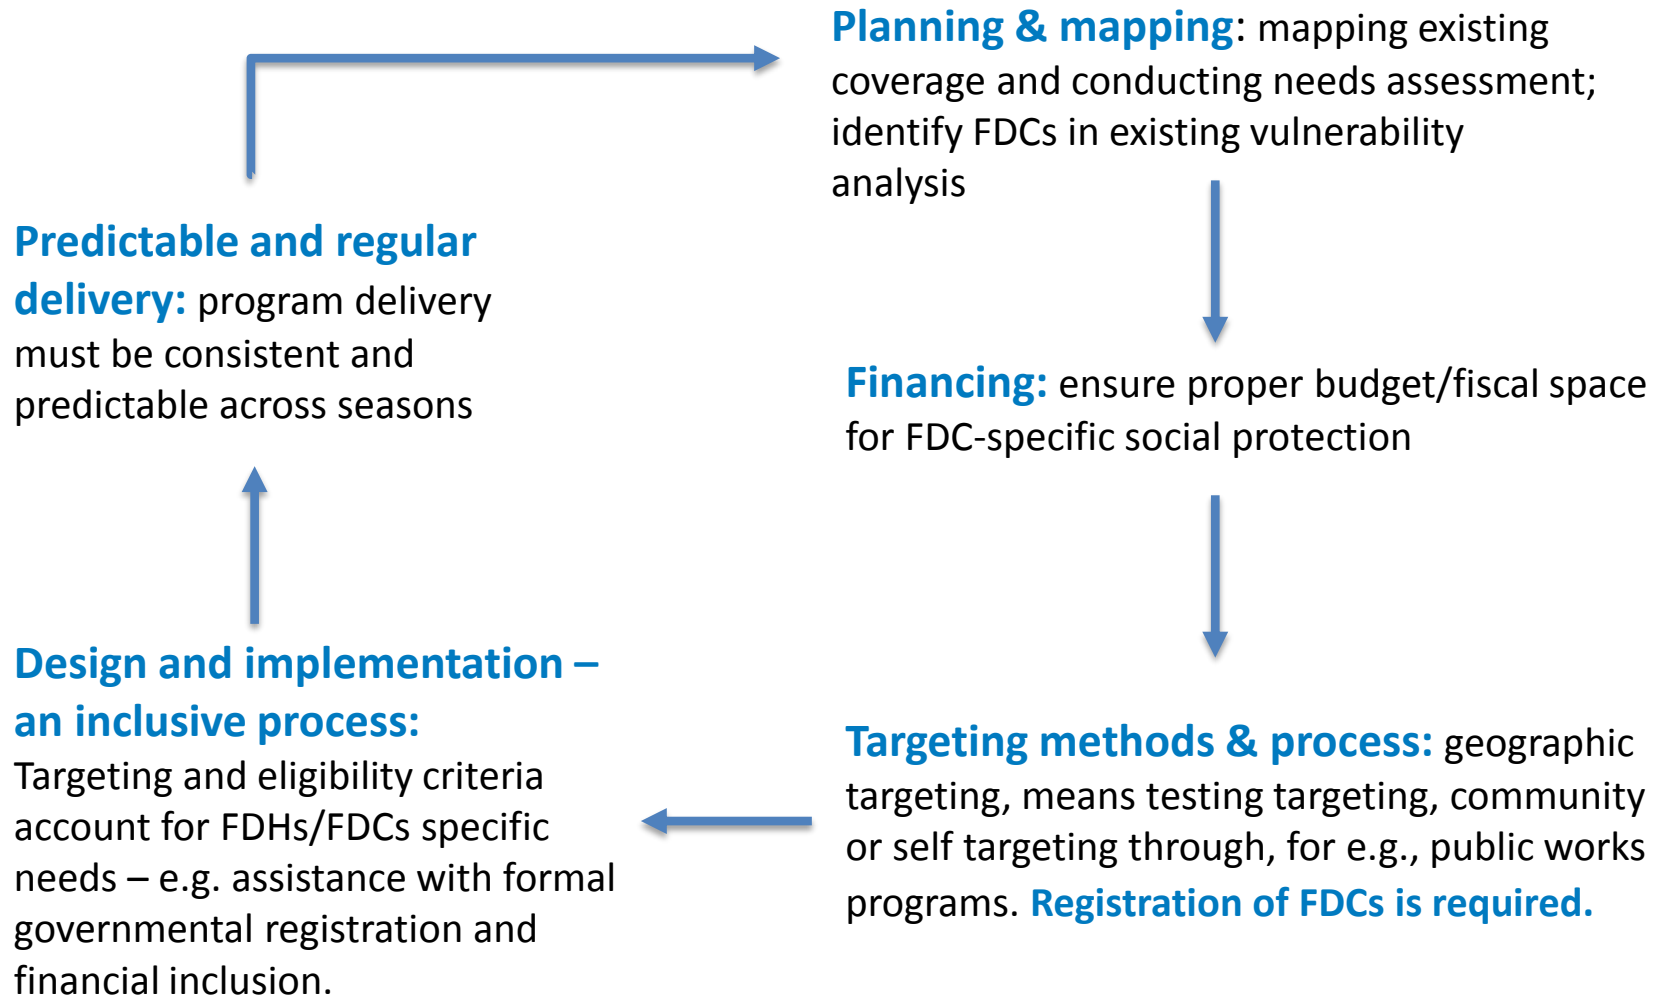 Planning & mapping: mapping existing
coverage and conducting needs assessment;
identify FDCs in existing vulnerability
analysis
Financing: ensure proper budget/fiscal space
for FDC-specific social protection
Targeting methods & process: geographic
targeting, means testing targeting, community
or self targeting through, for e.g., public works
programs. Registration of FDCs is required.
Design and implementation –
an inclusive process:
Targeting and eligibility criteria
account for FDHs/FDCs specific
needs – e.g. assistance with formal
governmental registration and
financial inclusion.
Predictable and regular
delivery: program delivery
must be consistent and
predictable across seasons